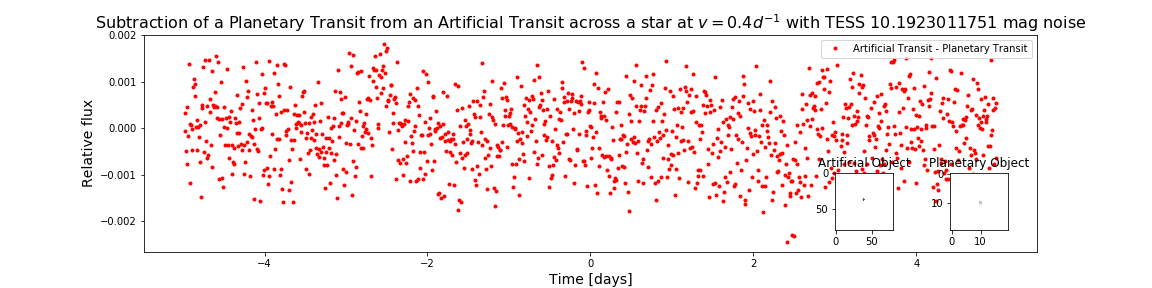 Subtraction of a Planetary Transit from an Artificial Transit across a star at v = 0.4d⁻¹ with TESS 10.1923011751 mag noise
Artificial Transit - Planetary Transit
Relative flux
0.002
0.001
0.000
−0.001
−0.002
Artificial Object
0
50
0 50
Planetary Object
0
10
0 10
−4 −2 0 2 4
Time [days]